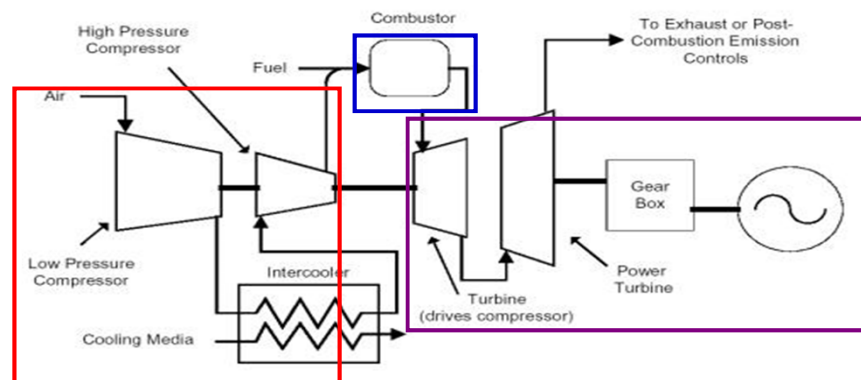 Combustor
High Pressure
Compressor
To Exhaust or Post-
Combustion Emission
Controls
Fuel
Air
Gear
Box
Low Pressure
Compressor
Intercooler
Turbine
(drives compressor)
Power
Turbine
Cooling Media